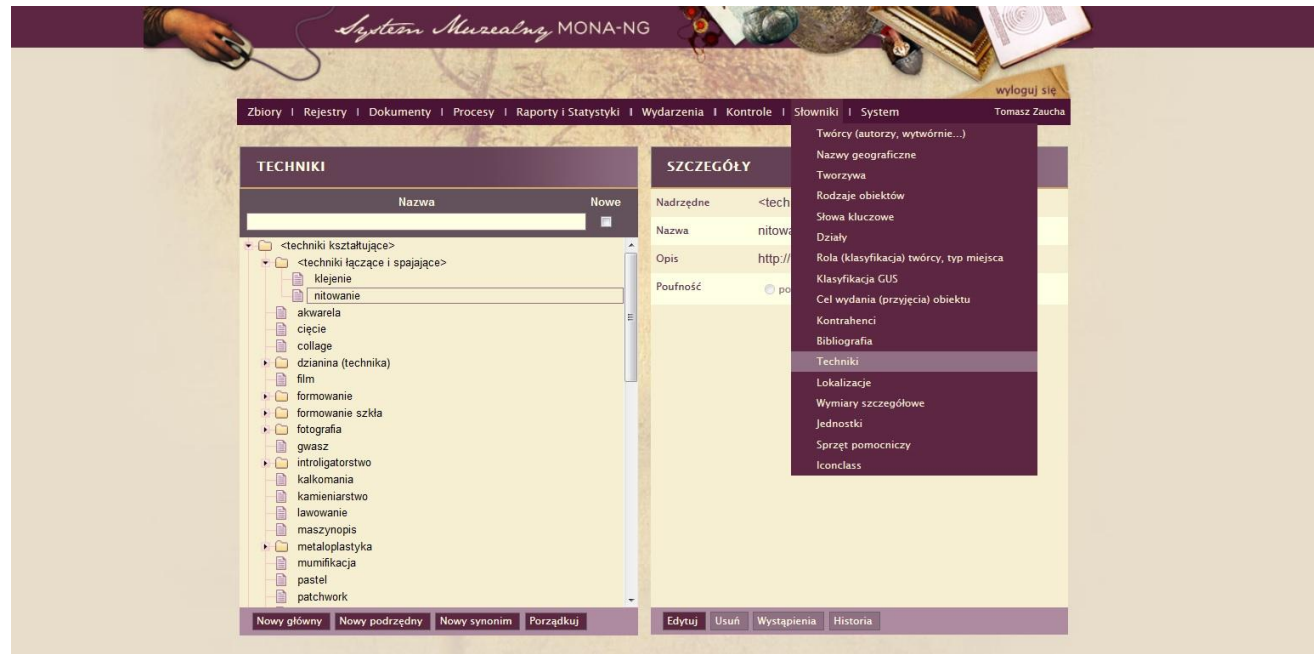 System Muzealny MONA-NG
wyloguj się
Zbiory | Rejestry | Dokumenty | Procesy | Raporty i Statystyki | Wydarzenia | Kontrole | Słowniki | System Tomasz Zaucha
Twórcy (autorzy, wytwórnie...)
Nazwy geograficzne
Tworzywa
Rodzaje obiektów
Słowa kluczowe
Działy
Rola (klasyfikacja) twórcy, typ miejsca
Klasyfikacja GUS
Cel wydania (przyjęcia) obiektu
Kontrahenci
Bibliografia
Techniki
Lokalizacje
Wymiary szczegółowe
Jednostki
Sprzęt pomocniczy
Iconclass
TECHNIKI
Nazwa Nowe
<techniki kształtujące>
<techniki łączące i spajające>
klejenie
nitowanie
akwarela
cięcie
collage
dzianina (technika)
film
formowanie
formowanie szkła
fotografia
gwasz
introligatorstwo
kalkomania
kamieniarstwo
lawowanie
maszynopis
metaloplastyka
mumifikacja
pastel
patchwork
Nowy główny Nowy podrzędny Nowy synonim Porządkuj
SZCZEGÓŁY
Nadrzędne <tech
Nazwa nitowa
Opis http://
Poufność po
Edytuj Usuń Wystąpienia Historia